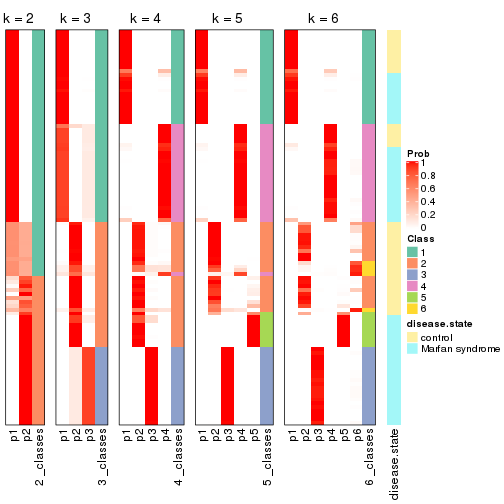 k = 2
k = 3
k = 4
k = 5
k = 6
p1
p2
2_classes
p1
p2
p3
3_classes
p1
p2
p3
p4
4_classes
p1
p2
p3
p4
p5
5_classes
p1
p2
p3
p4
p5
p6
6_classes
disease.state
Prob
1
0.8
0.6
0.4
0.2
0
Class
1
2
3
4
5
6
disease.state
control
Marfan syndrome